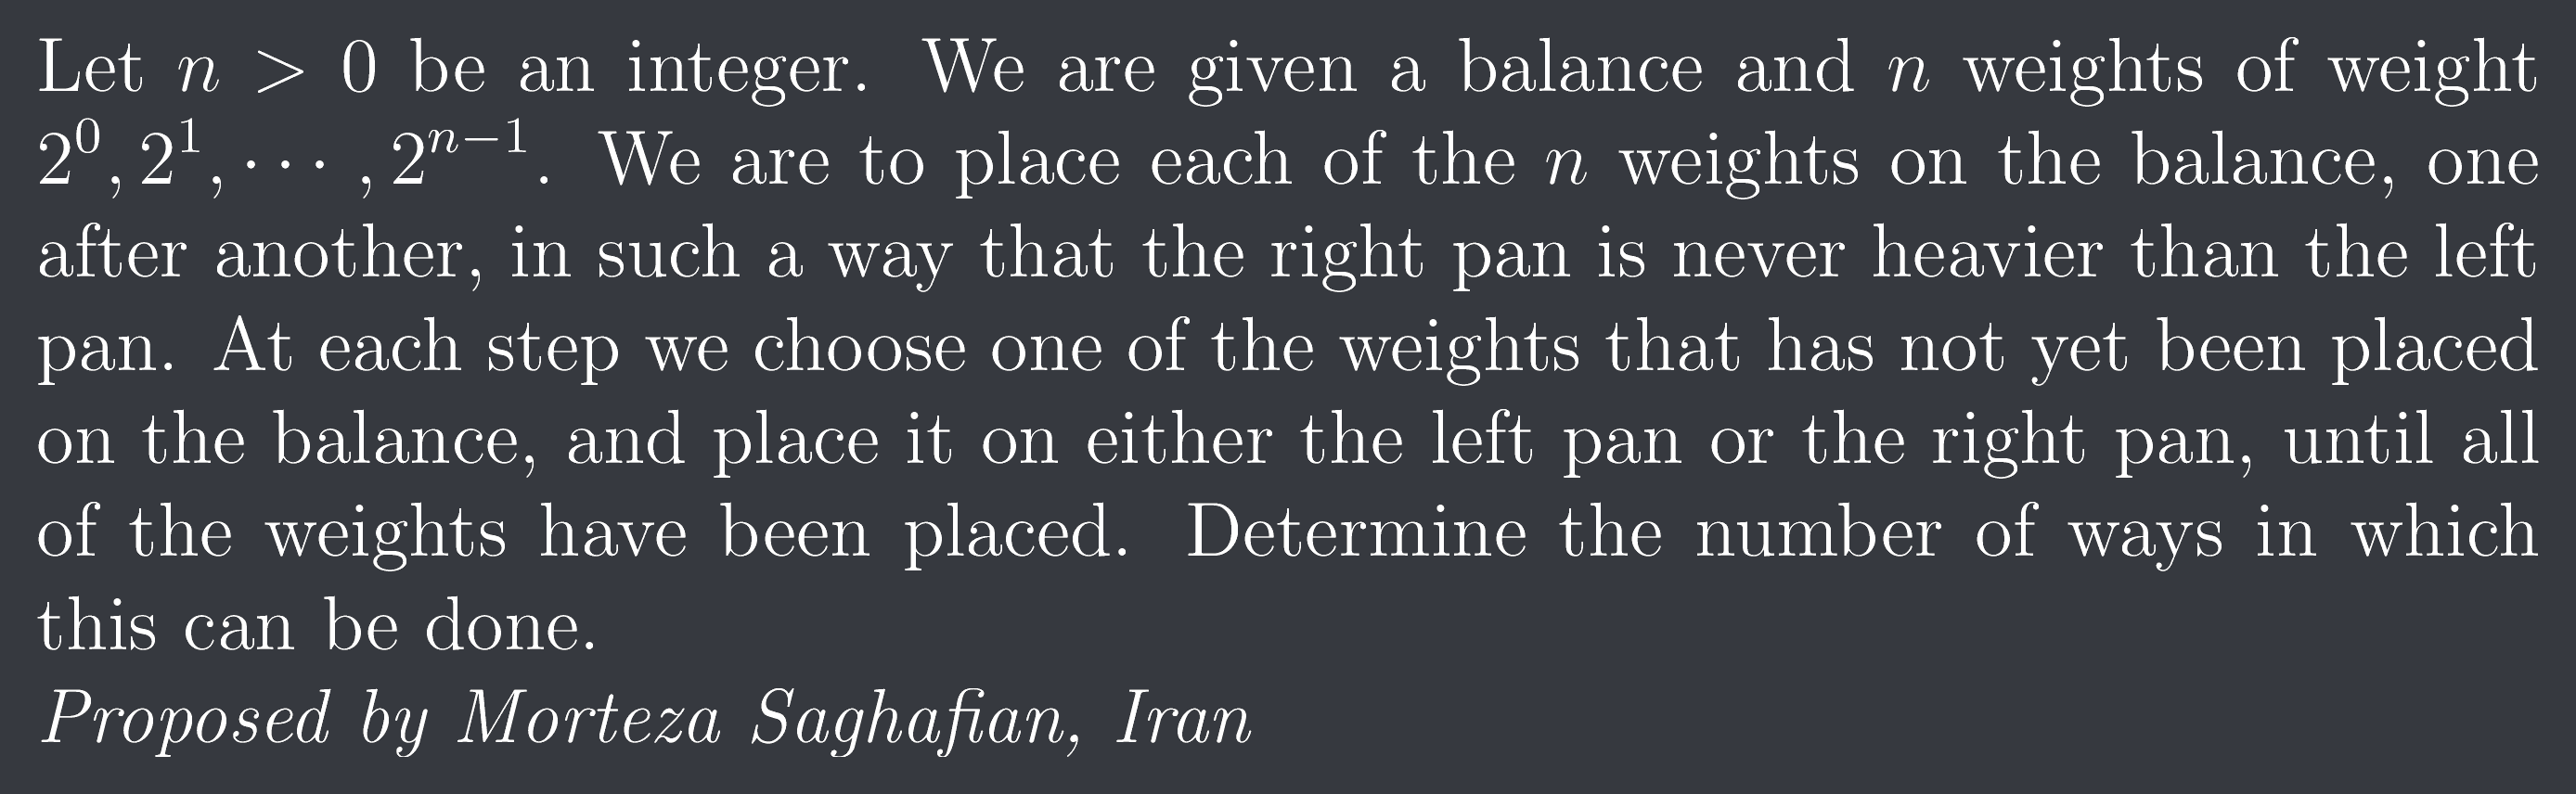 Let n > 0 be an integer. We are given a balance and n weights of weight
2⁰, 2¹, ⋯ , 2ⁿ⁻¹. We are to place each of the n weights on the balance, one
after another, in such a way that the right pan is never heavier than the left
pan. At each step we choose one of the weights that has not yet been placed
on the balance, and place it on either the left pan or the right pan, until all
of the weights have been placed. Determine the number of ways in which
this can be done.
Proposed by Morteza Saghafian, Iran